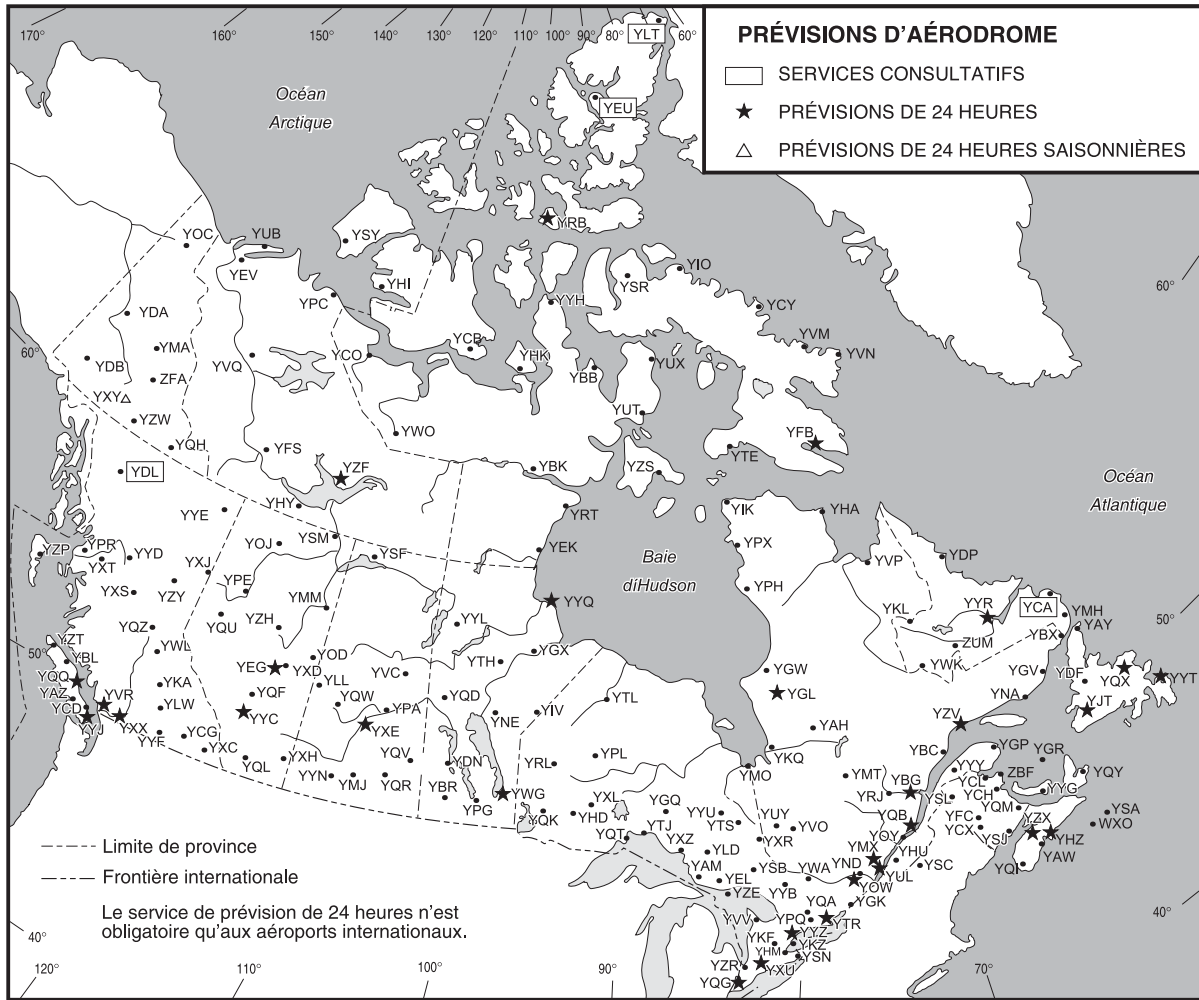 170°
160°
150°
140°
130°
120°
110°
100°
90°
80°
60°
YLT
PRÉVISIONS D'AÉRODROME
SERVICES CONSULTATIFS
PRÉVISIONS DE 24 HEURES
PRÉVISIONS DE 24 HEURES SAISONNIÈRES
Océan
Arctique
YEU
YRB
YOC
YUB
YSY
YEV
YHI
YPC
YIO
YSR
YYH
YCY
60°
YDA
YCB
YVM
YVN
60°
YMA
YDB
YVQ
YCO
YHK
YBB
YUX
ZFA
YXY
YZW
YUT
YWO
YFB
YQH
YFS
YTE
YDL
YZF
YBK
YZS
Océan
Atlantique
YYE
YHY
YRT
YIK
YHA
YZP
YPR
YXT
YYD
YOJ
YSM
YSF
YEK
YPX
Baie
diHudson
YVP
YDP
YXJ
YPE
YXS
YZY
YMM
YYQ
YPH
YKL
YYR
YCA
YMH
YAY
50°
YQZ
YQU
YZH
YYL
ZUM
YBX
YZT
50°
YBL
YWL
YEG
YXD
YOD
YLL
YVC
YTH
YGX
YGW
YWK
YGV
YDF
YQX
YYT
YQQ
YAZ
YCD
YVR
YKA
YQF
YQW
YPA
YQD
YTL
YGL
YNA
YJT
YYJ
YXX
YLW
YYC
YXE
YNE
YIV
YZV
YYF
YCG
YXC
YQL
YXH
YQV
YDN
YRL
YPL
YAH
YKQ
YBC
YGP
YGR
YYN
YMJ
YQR
YBR
YPG
YWG
YMO
YMT
YBG
YYY
YCL
ZBF
YQY
YYG
YQK
YHD
YXL
YGQ
YRJ
YSL
YCH
YQM
YSA
WXO
YQT
YTJ
YYU
YTS
YUY
YVO
YQB
YOY
YFC
YCX
YSJ
YZX
YHZ
YXZ
YLD
YXR
YMX
YHU
YAW
YAM
YEL
YSB
YWA
YND
YUL
YSC
YQI
YZE
YYB
YOW
YGK
YVV
YPQ
YQA
YTR
YKF
YYZ
YKZ
YHM
YSN
YZR
YXU
YQG
Limite de province
Frontière internationale
Le service de prévision de 24 heures n'est
obligatoire qu'aux aéroports internationaux.
40°
40°
120°
110°
100°
90°
70°